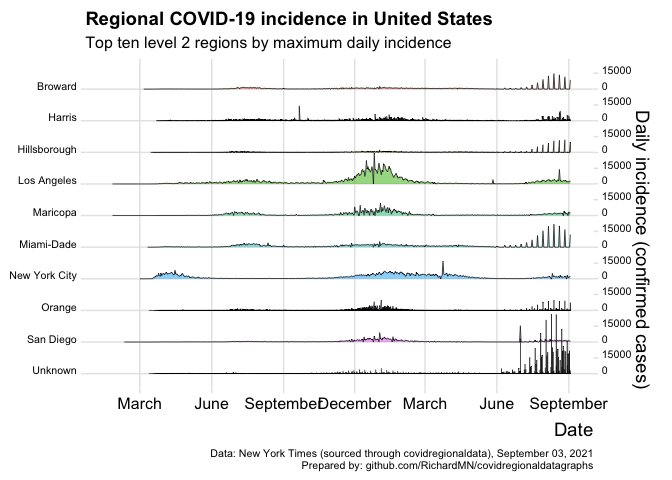 Regional COVID-19 incidence in United States
Top ten level 2 regions by maximum daily incidence
Broward
15000
0
Harris
15000
0
Hillsborough
15000
0
Los Angeles
15000
0
Maricopa
15000
0
Miami-Dade
15000
0
New York City
15000
0
Orange
15000
0
San Diego
15000
0
Unknown
15000
0
Daily incidence (confirmed cases)
March June September December March June September
Date
Data: New York Times (sourced through covidregionaldata), September 03, 2021
Prepared by: github.com/RichardMN/covidregionaldatagraphs